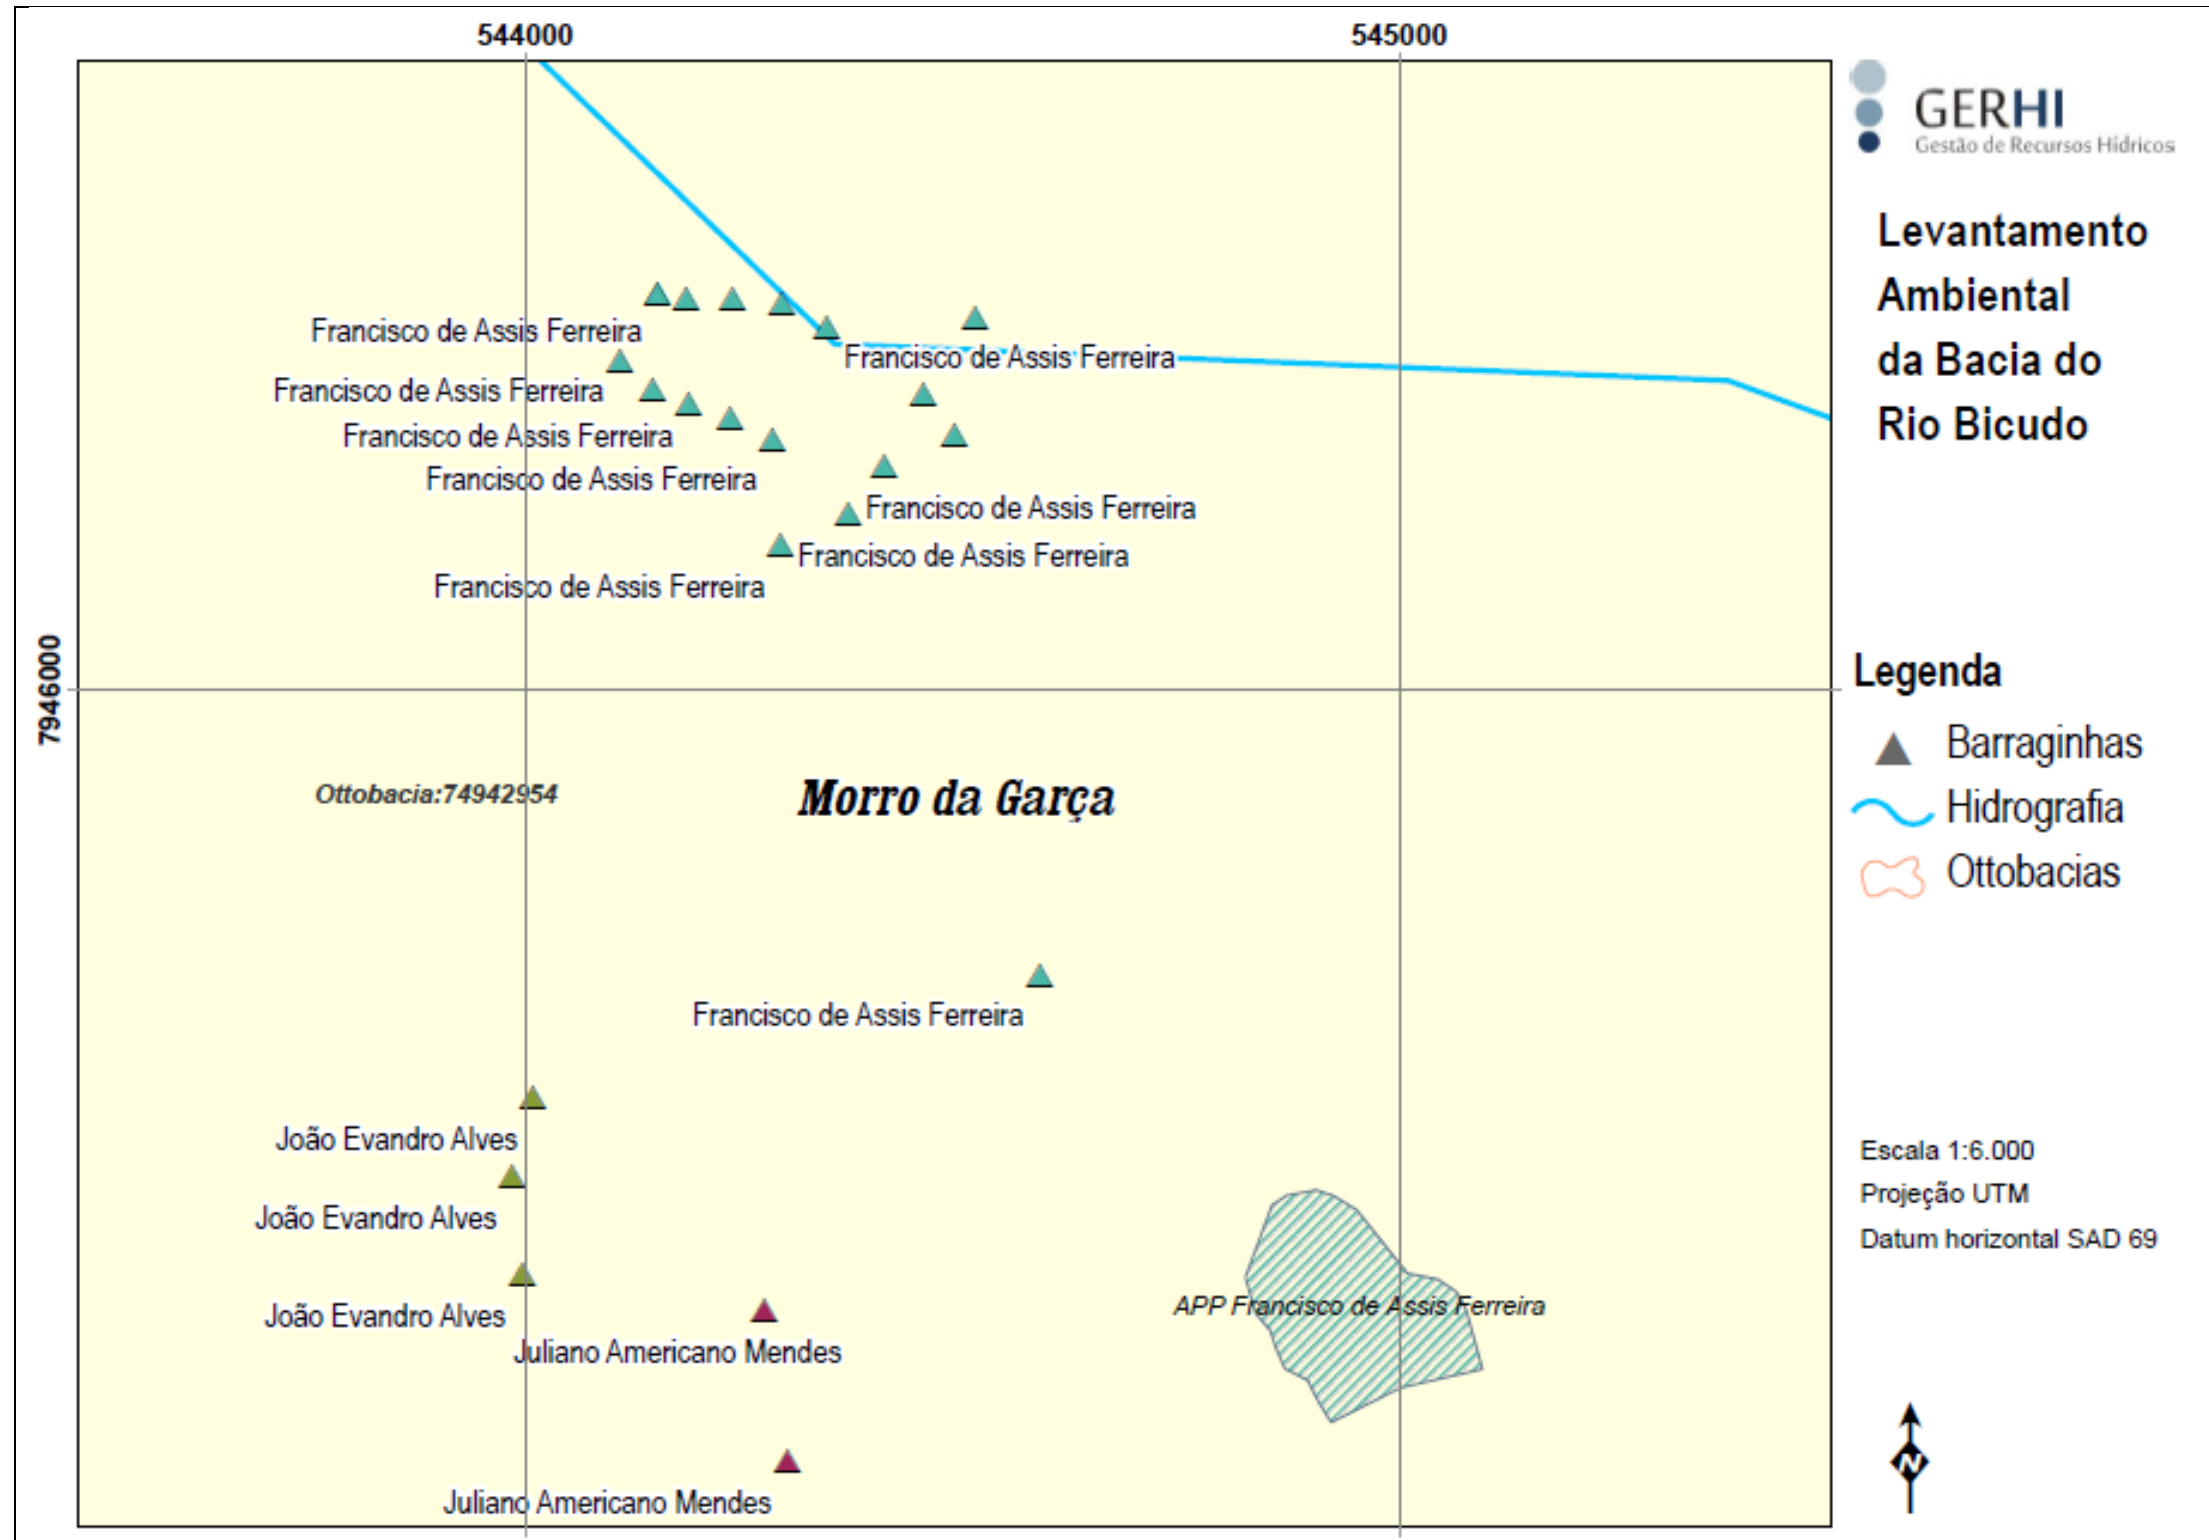 544000
545000
GERHI
Gestão de Recursos Hídricos
Levantamento
Ambiental
da Bacia do
Rio Bicudo
Francisco de Assis Ferreira
Francisco de Assis Ferreira
Francisco de Assis Ferreira
Francisco de Assis Ferreira
Francisco de Assis Ferreira
Francisco de Assis Ferreira
Francisco de Assis Ferreira
Francisco de Assis Ferreira
7946000
Legenda
Barraginhas
Hidrografia
Ottobacias
Ottobacia:74942954
Morro da Garça
Francisco de Assis Ferreira
João Evandro Alves
João Evandro Alves
João Evandro Alves
Juliano Americano Mendes
APP Francisco de Assis Ferreira
Juliano Americano Mendes
Escala 1:6.000
Projeção UTM
Datum horizontal SAD 69
N